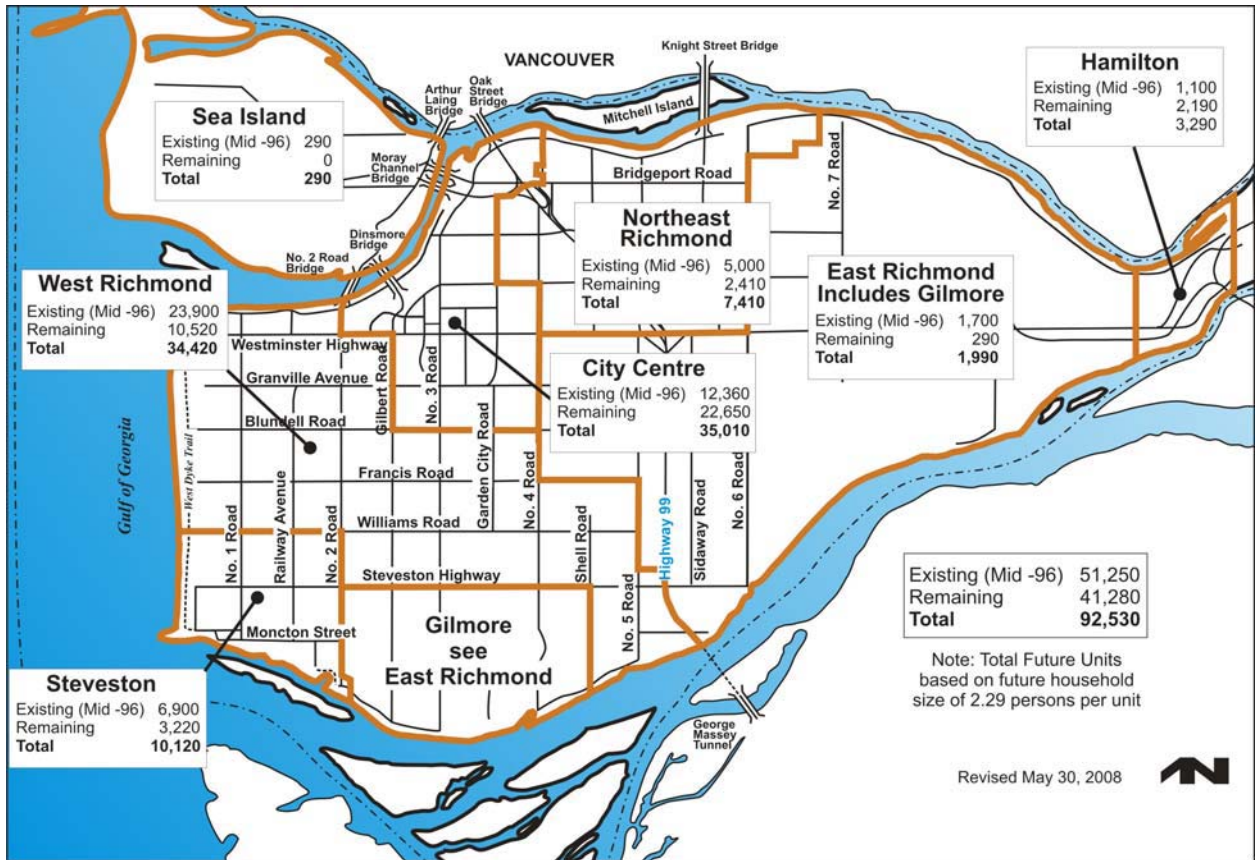 VANCOUVER
Knight Street Bridge
Arthur
Laing
Bridge
Oak
Street
Bridge
Mitchell Island
Hamilton
Existing (Mid -96) 1,100
Remaining 2,190
Total 3,290
Sea Island
Existing (Mid -96) 290
Remaining 0
Total 290
Moray
Channel
Bridge
Bridgeport Road
No. 7 Road
Dinsmore
Bridge
No. 2 Road
Bridge
Northeast
Richmond
Existing (Mid -96) 5,000
Remaining 2,410
Total 7,410
West Richmond
Existing (Mid -96) 23,900
Remaining 10,520
Total 34,420
East Richmond
Includes Gilmore
Existing (Mid -96) 1,700
Remaining 290
Total 1,990
Westminster Highway
City Centre
Existing (Mid -96) 12,360
Remaining 22,650
Total 35,010
Granville Avenue
Gilbert Road
No. 3 Road
Blundell Road
Garden City Road
Francis Road
No. 4 Road
Gulf of Georgia
West Dyke Trail
No. 1 Road
Railway Avenue
No. 2 Road
Williams Road
Shell Road
No. 5 Road
Highway 99
Sidaway Road
No. 6 Road
Steveston Highway
Moncton Street
Gilmore
see
East Richmond
Existing (Mid -96) 51,250
Remaining 41,280
Total 92,530
Note: Total Future Units
based on future household
size of 2.29 persons per unit
Steveston
Existing (Mid -96) 6,900
Remaining 3,220
Total 10,120
George
Massey
Tunnel
Revised May 30, 2008
N